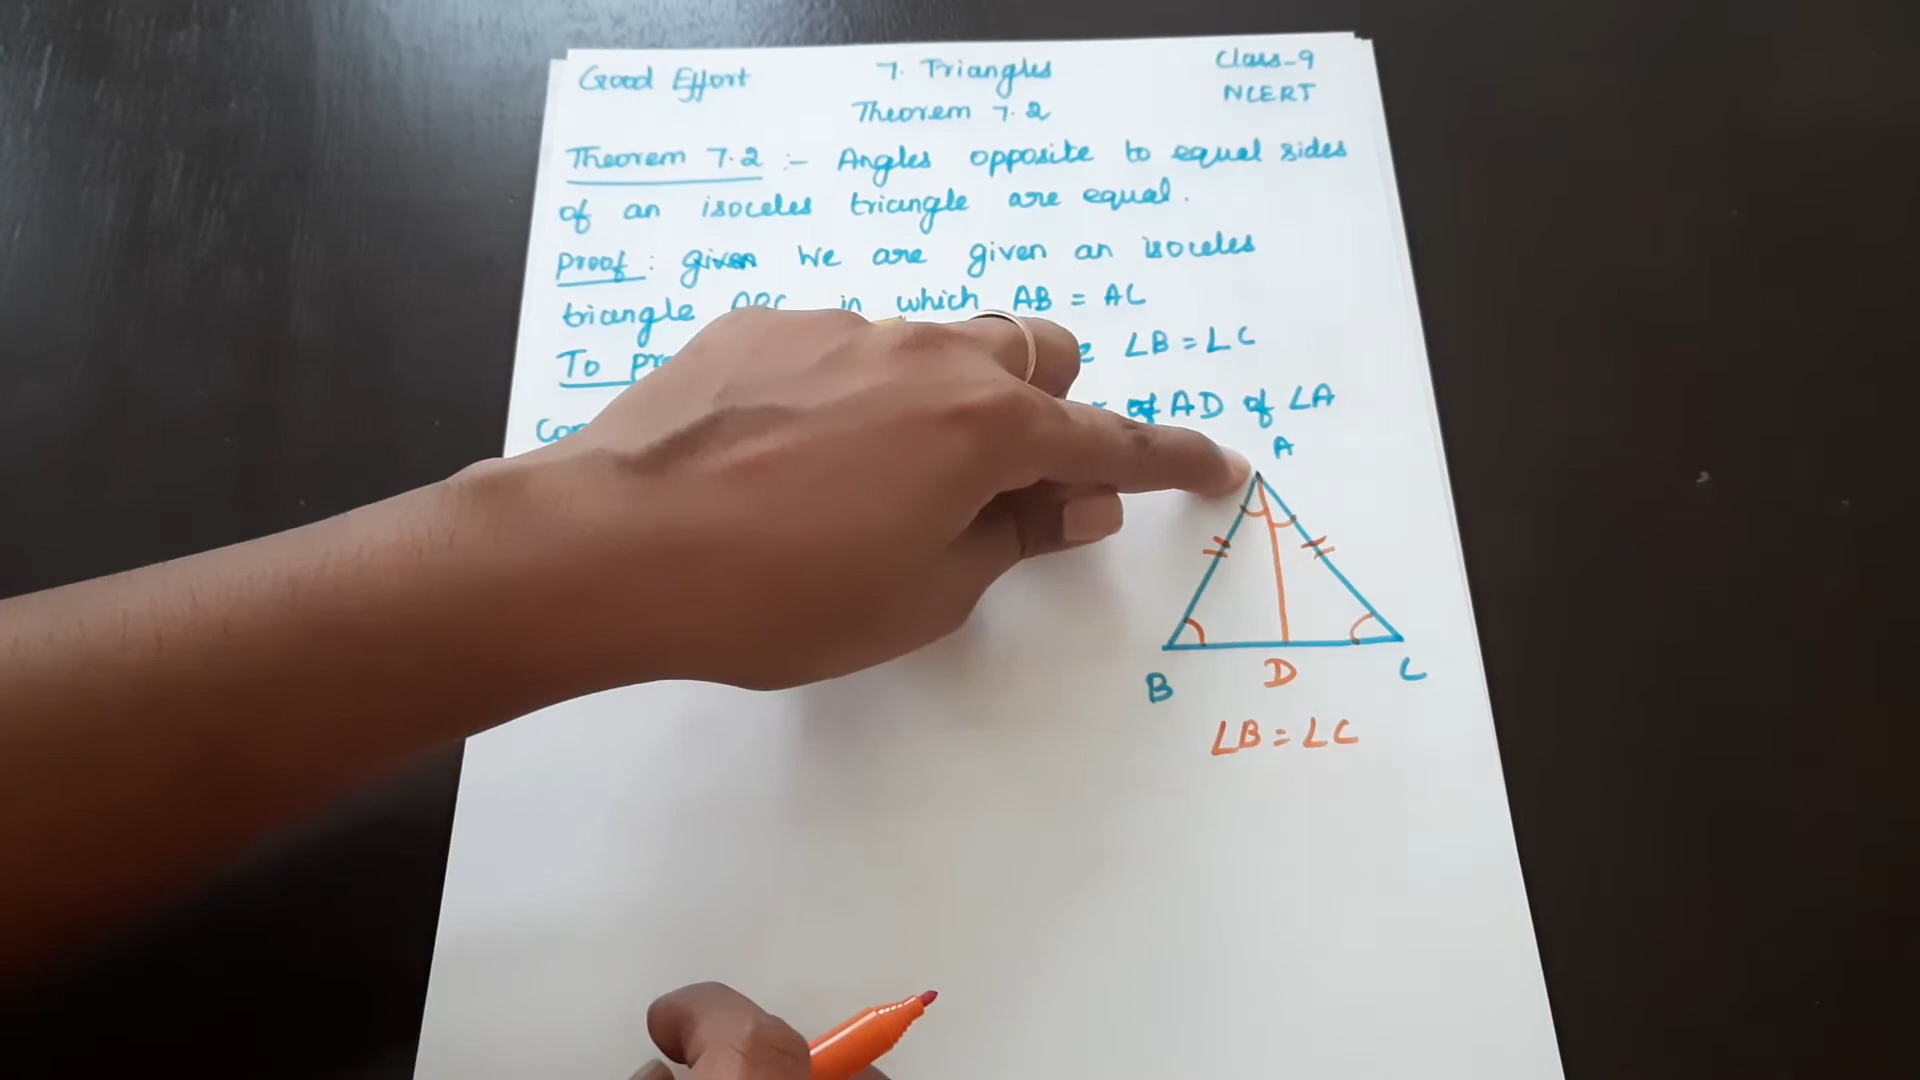 Good Effort
7. Triangles
Class-9
NCERT
Theorem 7.2
Theorem 7.2 :- Angles opposite to equal sides
of an isoceles triangle are equal.
Proof : given We are given an isoceles
triangle ABC in which AB = AC
To ∠B = ∠C
of AD of ∠A
A
B
D
C
∠B = ∠C